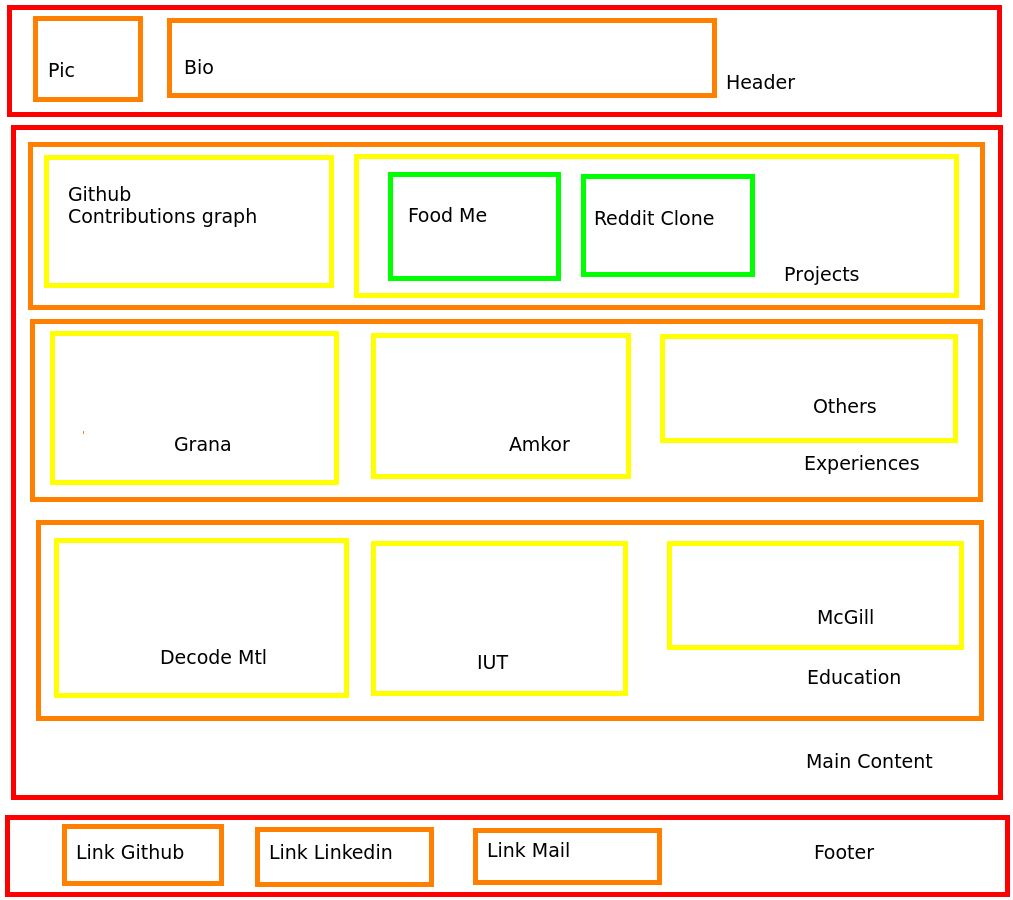 Pic
Bio
Header
Github
Contributions graph
Food Me
Reddit Clone
Projects
Grana
Amkor
Others
Experiences
Decode Mtl
IUT
McGill
Education
Main Content
Link Github
Link Linkedin
Link Mail
Footer